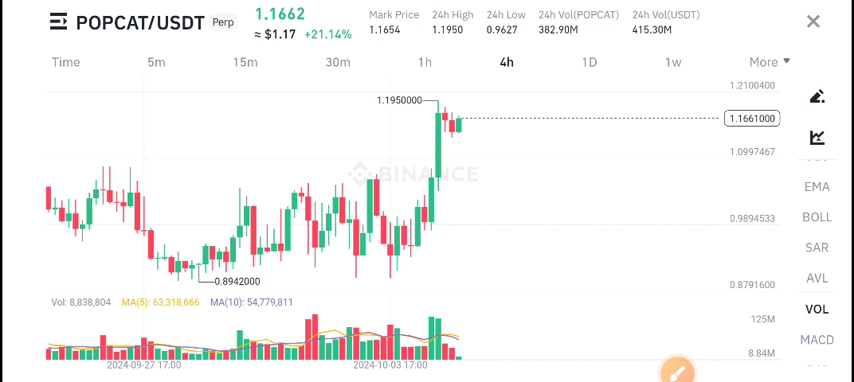 POPCAT/USDT Perp
1.1662
≈ $1.17 +21.14%
Mark Price
1.1654
24h High
1.1950
24h Low
0.9627
24h Vol(POPCAT)
382.90M
24h Vol(USDT)
415.30M
Time 5m 15m 30m 1h 4h 1D 1w More
1.2100400
1.1950000
1.1661000
1.0997467
BINANCE
0.9894533
0.8942000
0.8791600
EMA
BOLL
SAR
AVL
VOL
MACD
Vol: 8,838,804 MA(5): 63,318,666 MA(10): 54,779,811
125M
8.84M
2024-09-27 17:00 2024-10-03 17:00